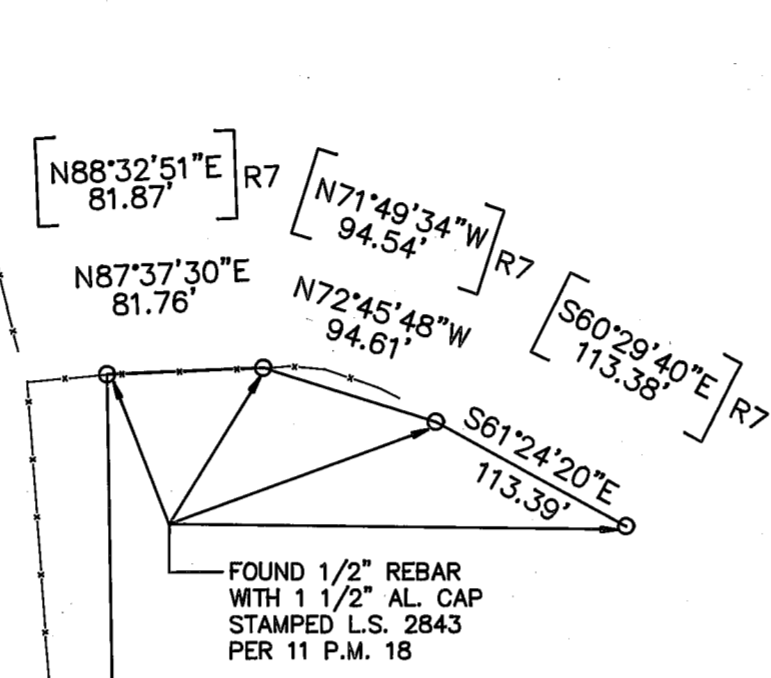 N88°32'51"E
81.87'
R7
N71°49'34"W
94.54'
R7
S60°29'40"E
113.38'
R7
N87°37'30"E
81.76'
N72°45'48"W
94.61'
S61°24'20"E
113.39'
FOUND 1/2" REBAR
WITH 1 1/2" AL. CAP
STAMPED L.S. 2843
PER 11 P.M. 18